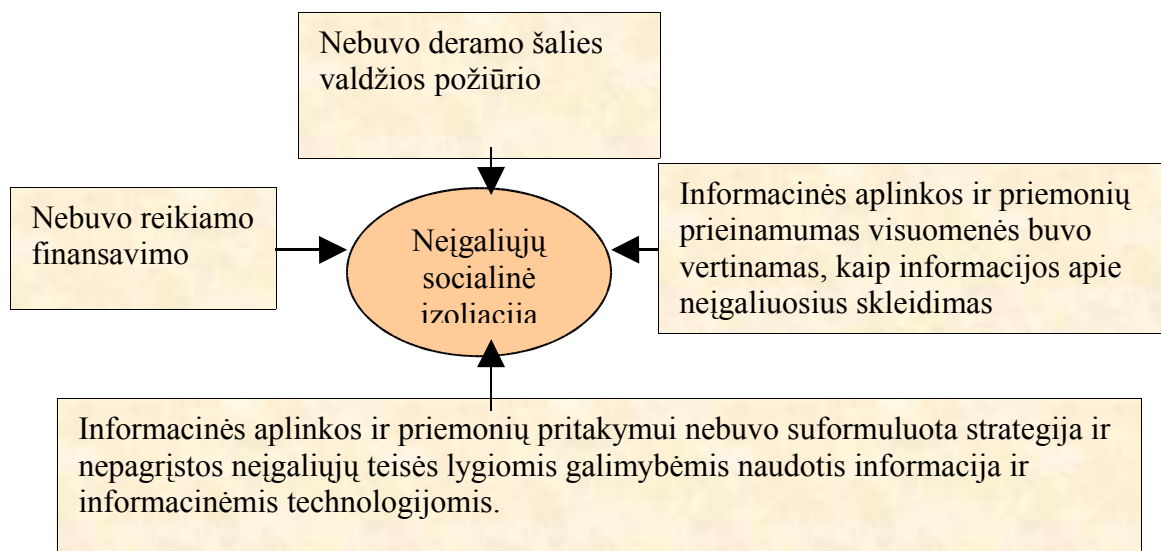 Nebuvo deramo šalies
valdžios požiūrio
Nebuvo reikiamo
finansavimo
Neįgaliųjų
socialinė
izoliacija
Informacinės aplinkos ir priemonių
prieinamumas visuomenės buvo
vertinamas, kaip informacijos apie
neįgaliuosius skleidimas
Informacinės aplinkos ir priemonių pritakymui nebuvo suformuluota strategija ir
nepagrįstos neįgaliųjų teisės lygiomis galimybėmis naudotis informacija ir
informacinėmis technologijomis.